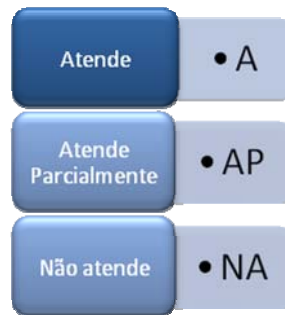 Atende
• A
Atende
Parcialmente
• AP
Não atende
• NA